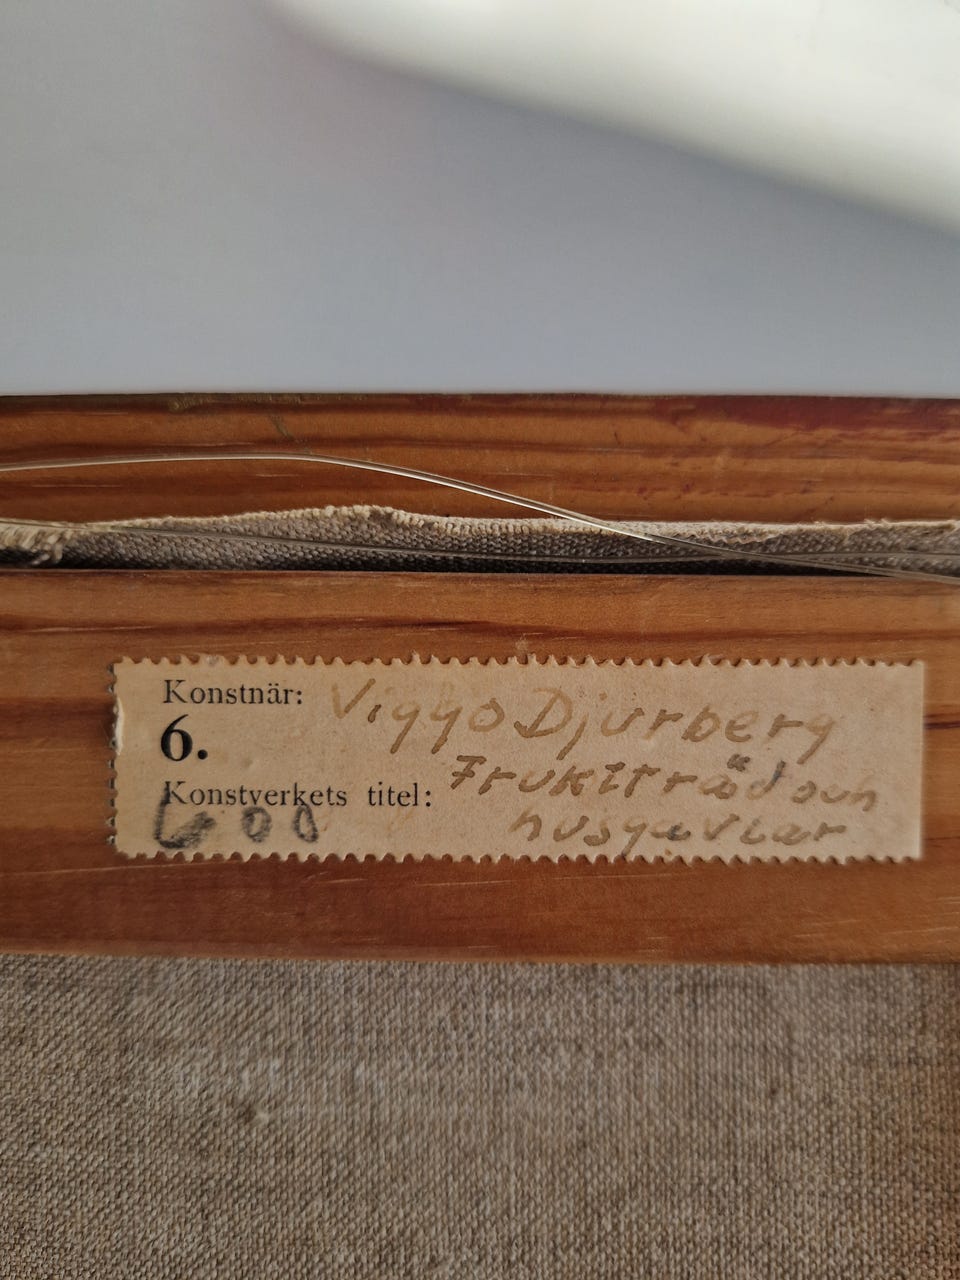 Konstnär: Viggo Djurberg
6.
Konstverkets titel: Fruktträd och
husgavlar
600